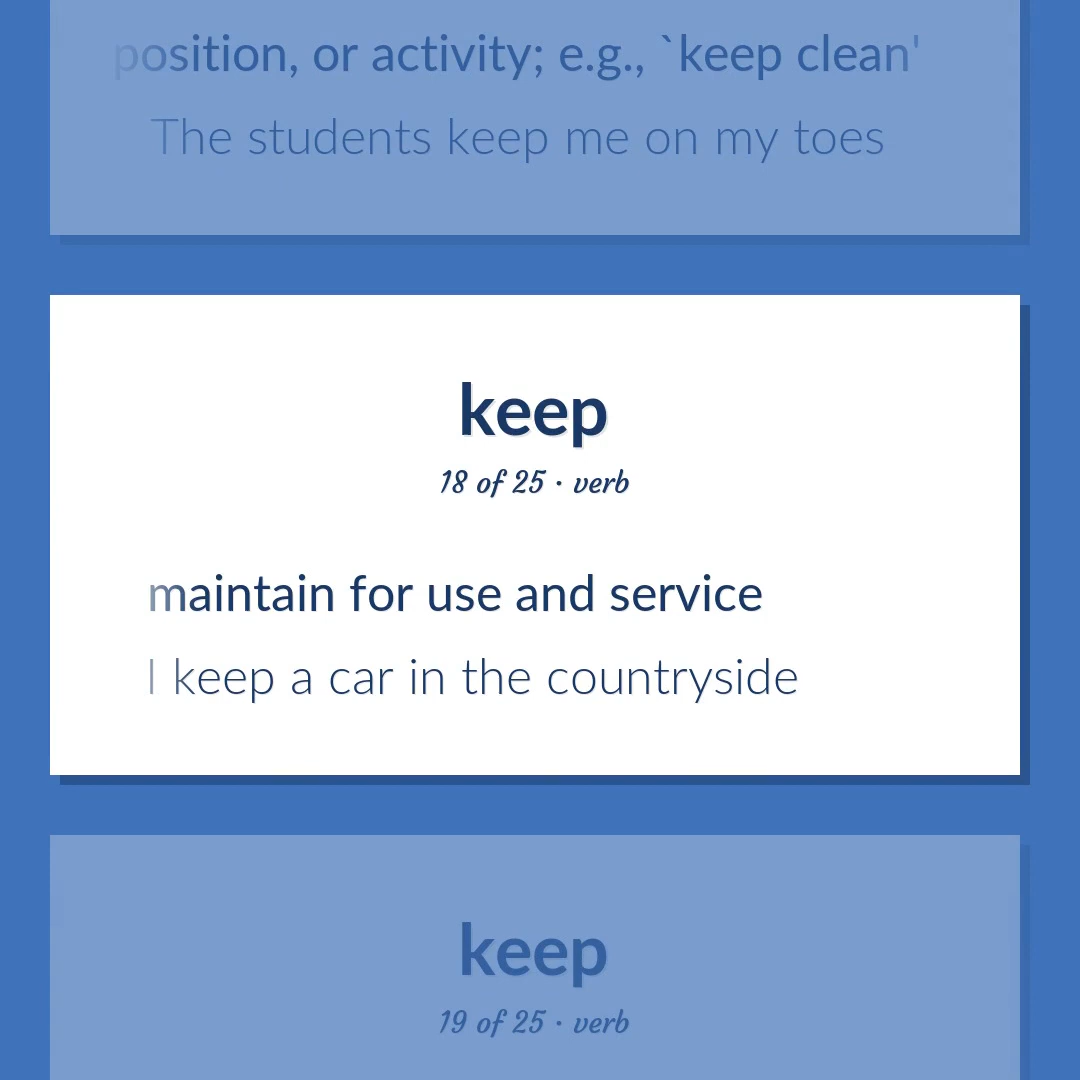 position, or activity; e.g., `keep clean'
The students keep me on my toes
keep
18 of 25 · verb
maintain for use and service
I keep a car in the countryside
keep
19 of 25 · verb